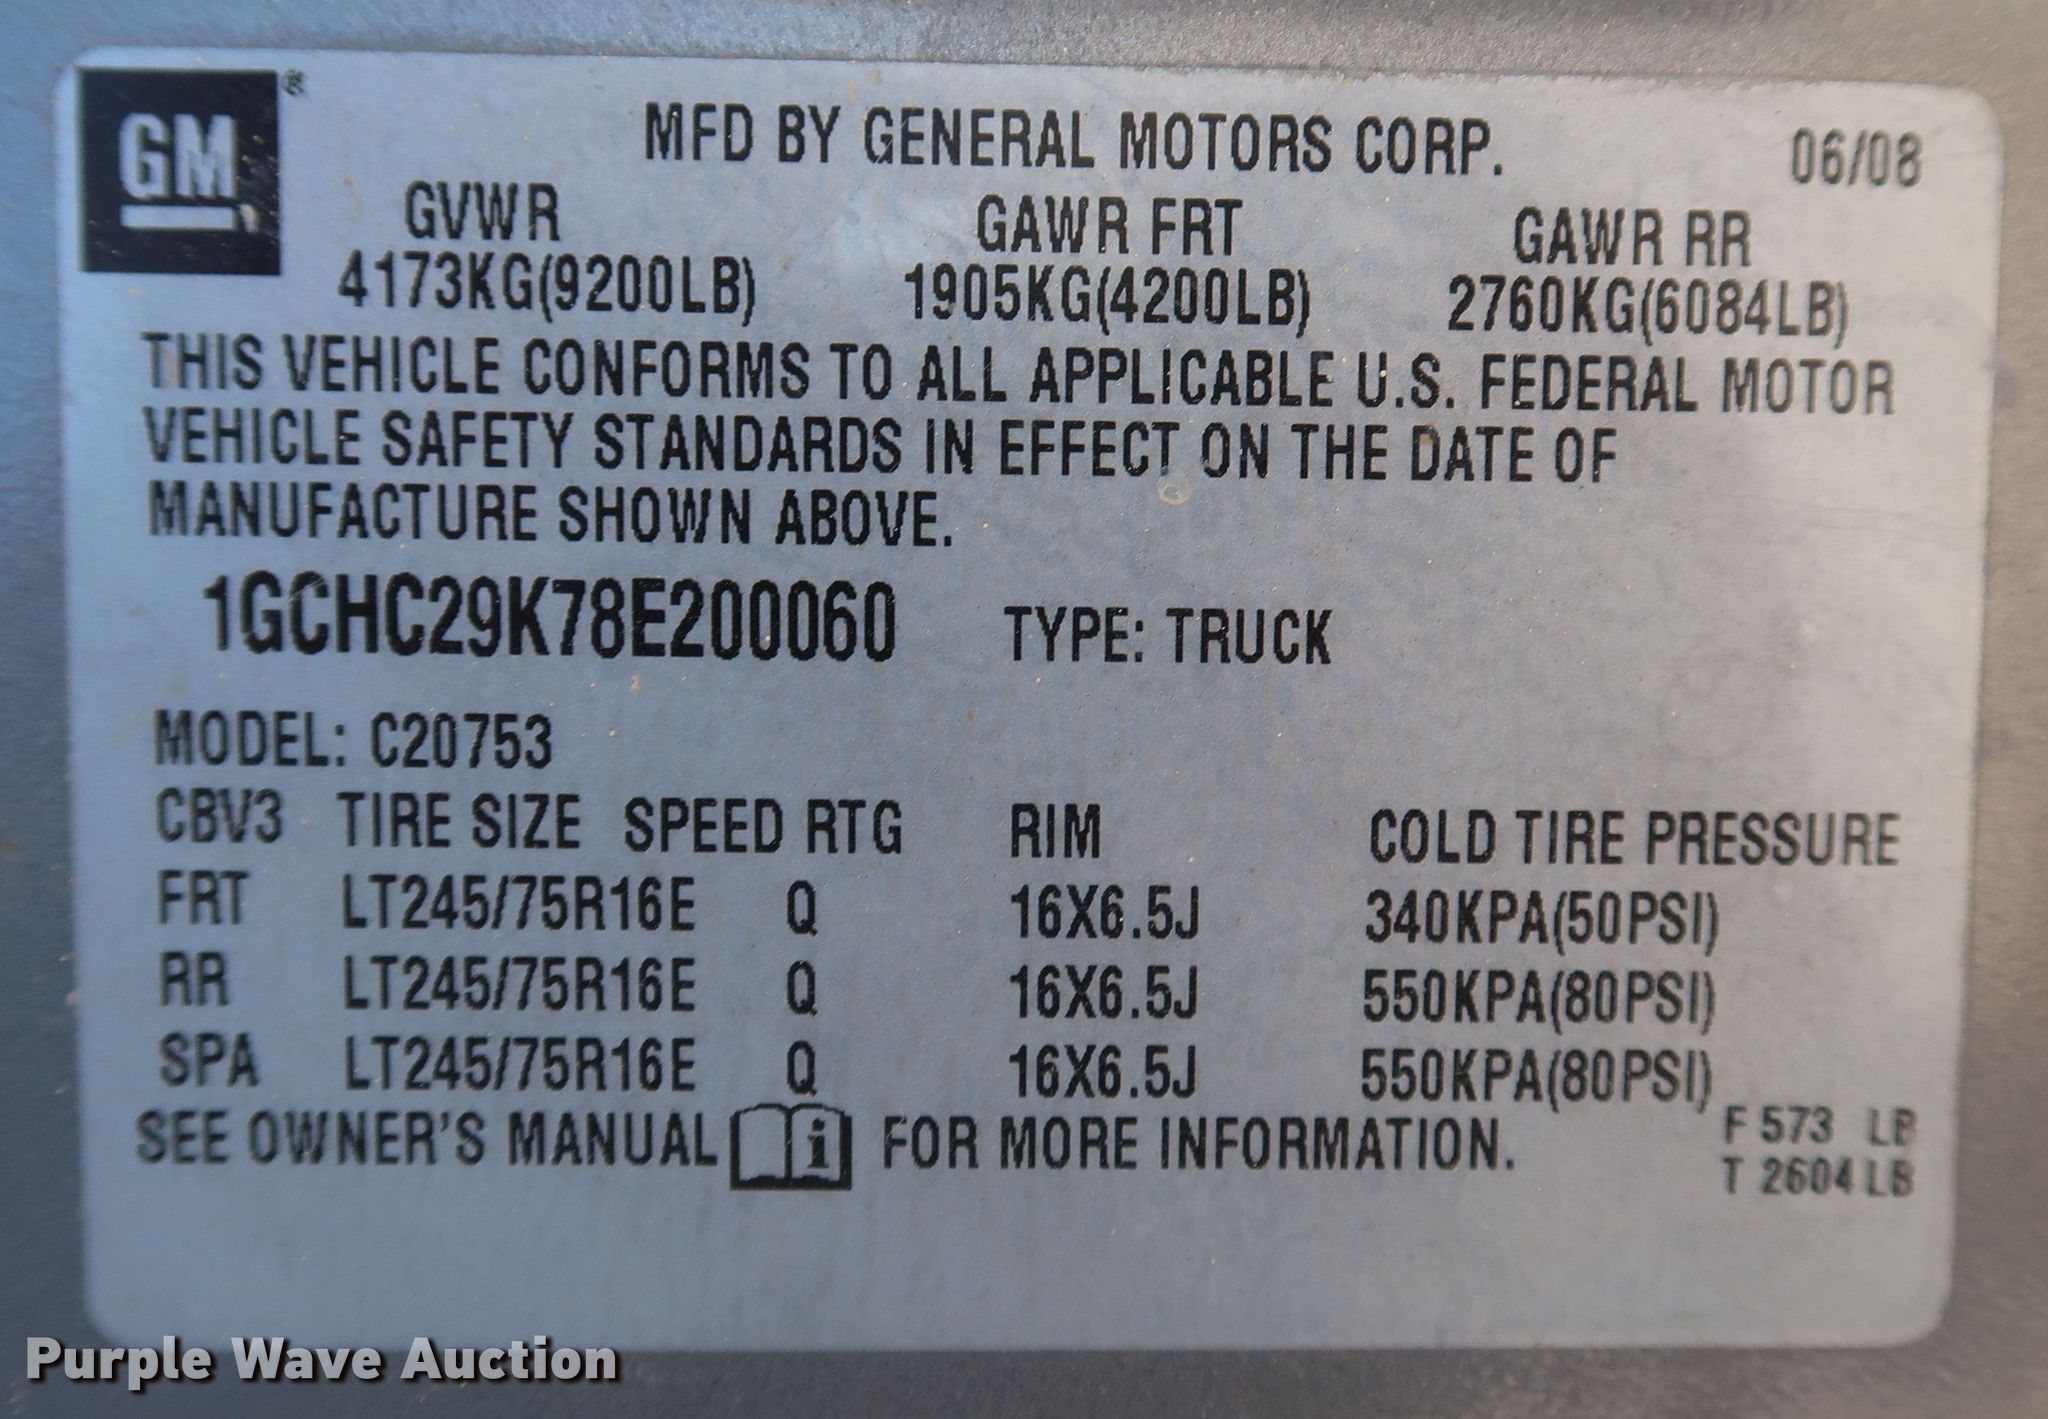 GM®
MFD BY GENERAL MOTORS CORP. 06/08
GVWR GAWR FRT GAWR RR
4173KG(9200LB) 1905KG(4200LB) 2760KG(6084LB)
THIS VEHICLE CONFORMS TO ALL APPLICABLE U.S. FEDERAL MOTOR
VEHICLE SAFETY STANDARDS IN EFFECT ON THE DATE OF
MANUFACTURE SHOWN ABOVE.
1GCHC29K78E200060 TYPE: TRUCK
MODEL: C20753
CBV3 TIRE SIZE SPEED RTG RIM COLD TIRE PRESSURE
FRT LT245/75R16E Q 16X6.5J 340KPA(50PSI)
RR LT245/75R16E Q 16X6.5J 550KPA(80PSI)
SPA LT245/75R16E Q 16X6.5J 550KPA(80PSI)
SEE OWNER'S MANUAL i FOR MORE INFORMATION.
F 573 LB
T 2604 LB
Purple Wave Auction